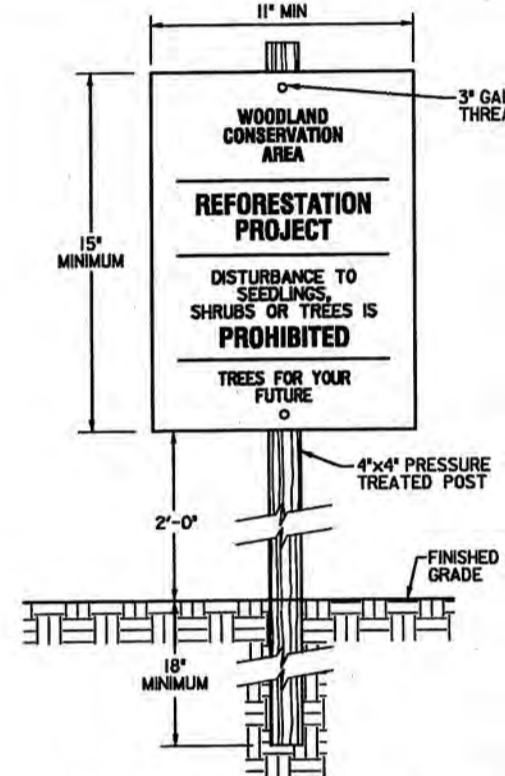 11" MIN
3" GAL
THREA
WOODLAND
CONSERVATION
AREA
REFORESTATION
PROJECT
15"
MINIMUM
DISTURBANCE TO
SEEDLINGS,
SHRUBS OR TREES IS
PROHIBITED
TREES FOR YOUR
FUTURE
4"x4" PRESSURE
TREATED POST
2'-0"
FINISHED
GRADE
18"
MINIMUM